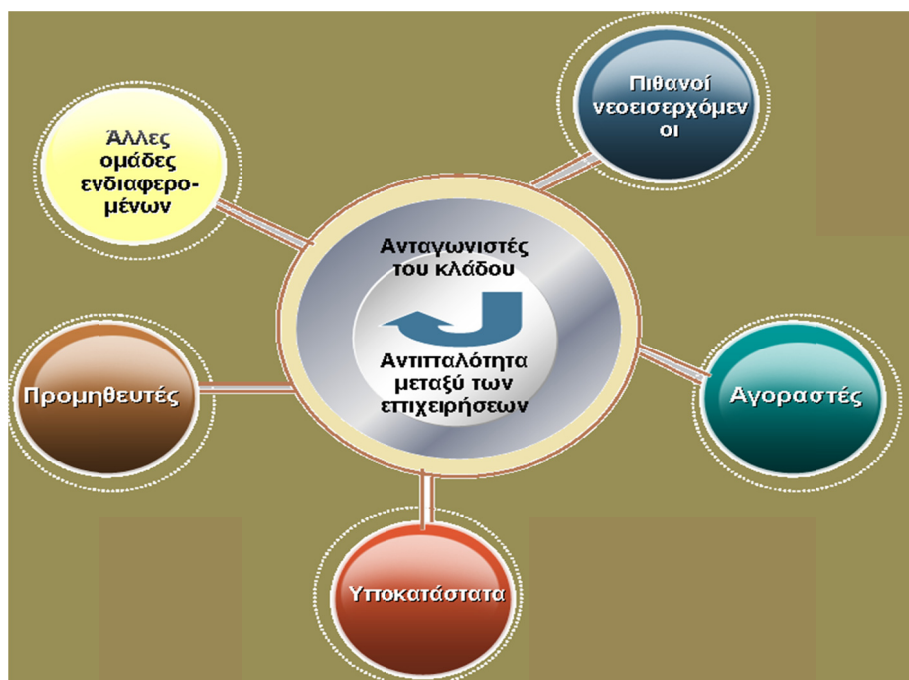 Πιθανοί
νεοεισερχόμεν
οι
Άλλες
ομάδες
ενδιαφερο-
μένων
Ανταγωνιστές
του κλάδου
Αντιπαλότητα
μεταξύ των
επιχειρήσεων
Προμηθευτές
Αγοραστές
Υποκατάστατα